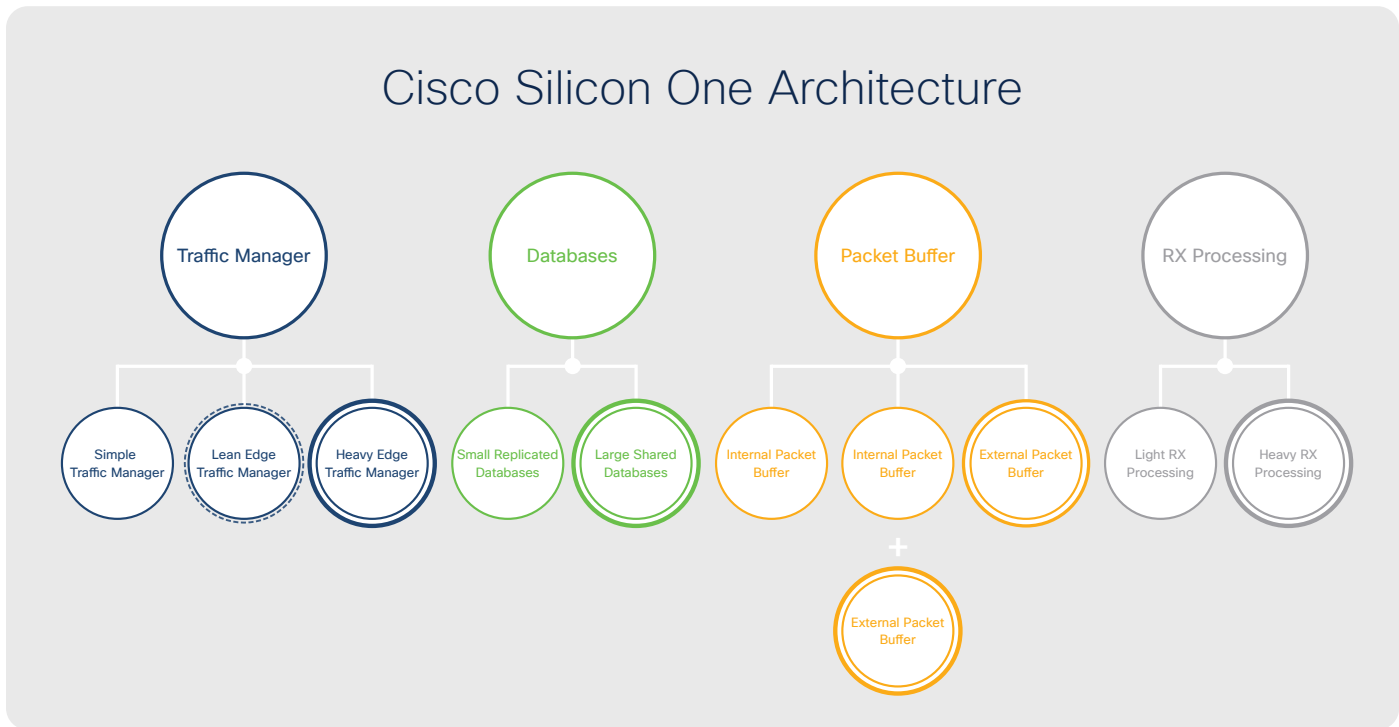 Cisco Silicon One Architecture
Traffic Manager
Databases
Packet Buffer
RX Processing
Simple
Traffic Manager
Lean Edge
Traffic Manager
Heavy Edge
Traffic Manager
Small Replicated
Databases
Large Shared
Databases
Internal Packet
Buffer
Internal Packet
Buffer
External Packet
Buffer
Light RX
Processing
Heavy RX
Processing
+
External Packet
Buffer